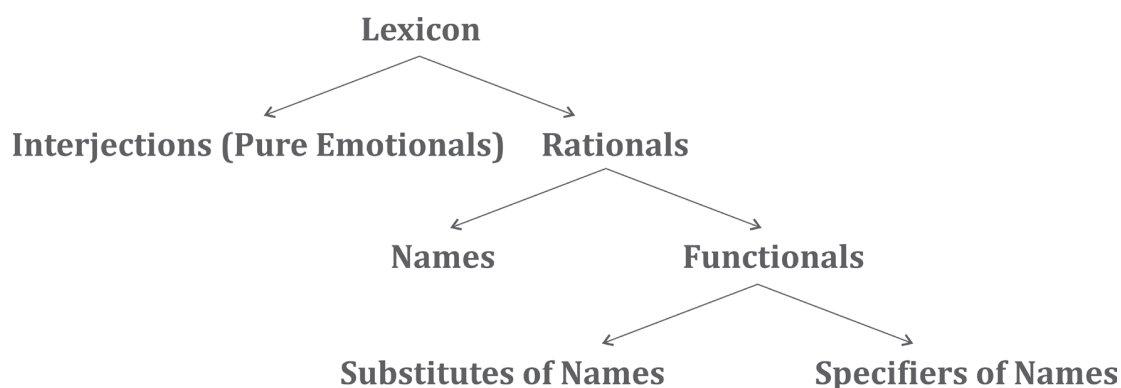 Lexicon
Interjections (Pure Emotionals) Rationals
Names Functionals
Substitutes of Names Specifiers of Names